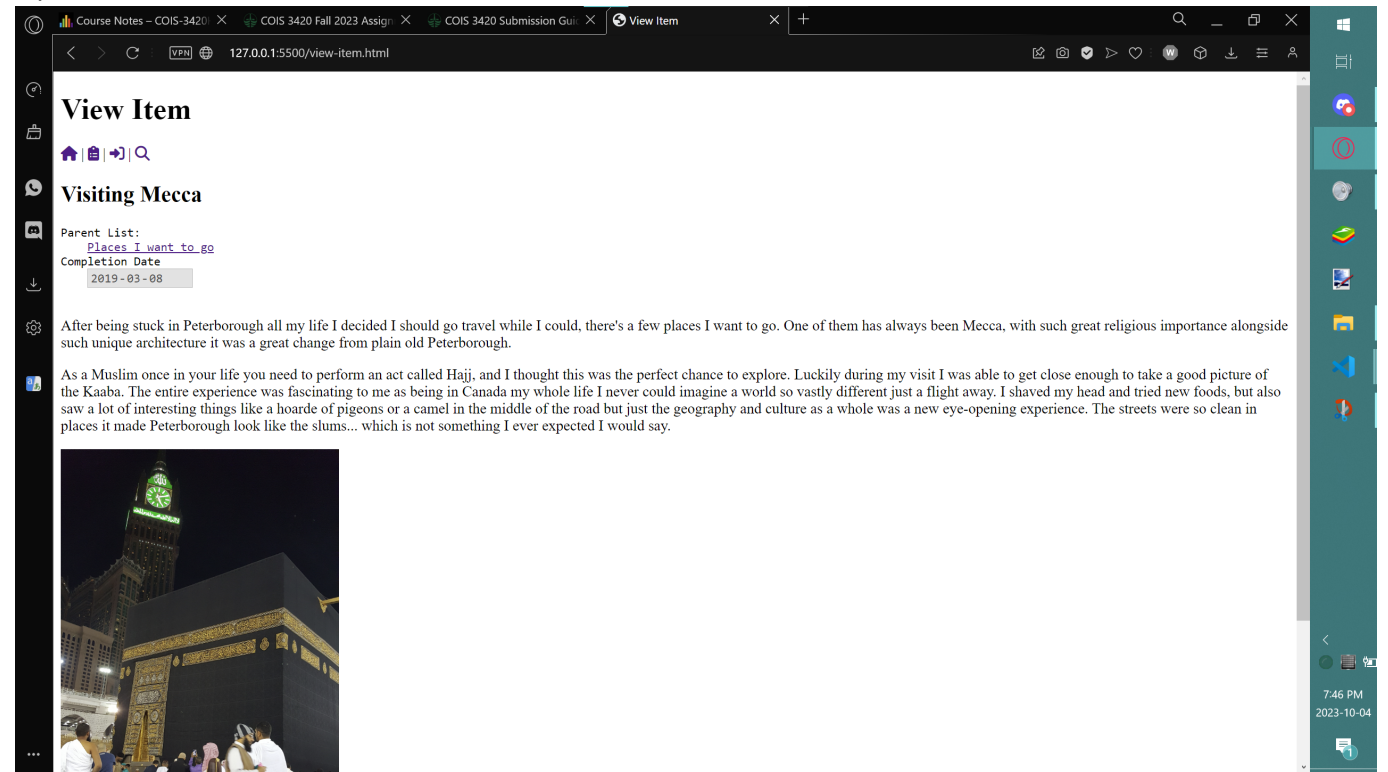 Course Notes – COIS-3420
COIS 3420 Fall 2023 Assign
COIS 3420 Submission Gui
View Item
VPN
127.0.0.1:5500/view-item.html
W
View Item
| | |
Visiting Mecca
Parent List:
Places I want to go
Completion Date
2019-03-08
After being stuck in Peterborough all my life I decided I should go travel while I could, there's a few places I want to go. One of them has always been Mecca, with such great religious importance alongside
such unique architecture it was a great change from plain old Peterborough.
As a Muslim once in your life you need to perform an act called Hajj, and I thought this was the perfect chance to explore. Luckily during my visit I was able to get close enough to take a good picture of
the Kaaba. The entire experience was fascinating to me as being in Canada my whole life I never could imagine a world so vastly different just a flight away. I shaved my head and tried new foods, but also
saw a lot of interesting things like a hoarde of pigeons or a camel in the middle of the road but just the geography and culture as a whole was a new eye-opening experience. The streets were so clean in
places it made Peterborough look like the slums... which is not something I ever expected I would say.
7:46 PM
2023-10-04
1